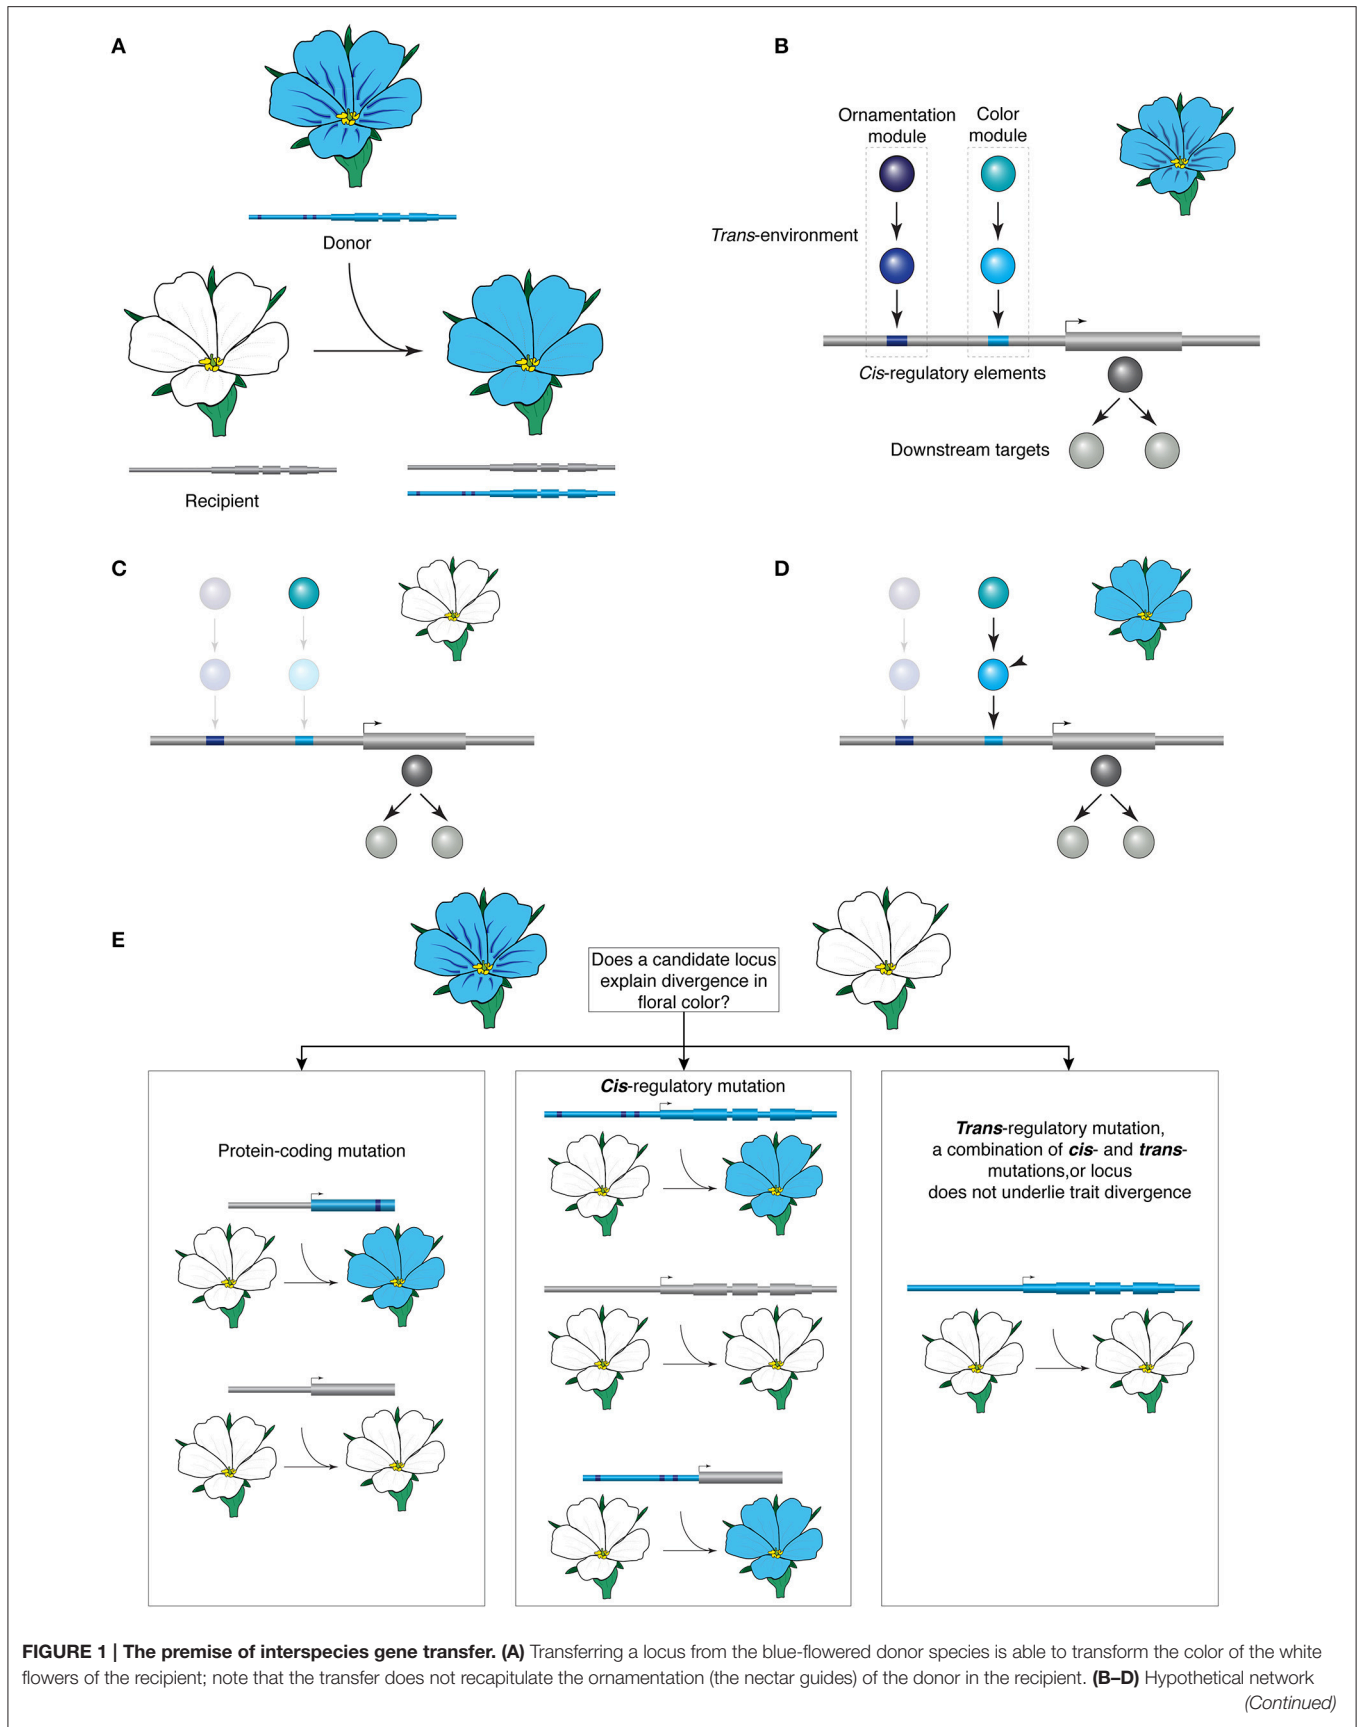 A
Donor
Recipient
B
Ornamentation
module
Color
module
Trans-environment
Cis-regulatory elements
Downstream targets
C
D
E
Does a candidate locus
explain divergence in
floral color?
Protein-coding mutation
Cis-regulatory mutation
Trans-regulatory mutation,
a combination of cis- and trans-
mutations,or locus
does not underlie trait divergence
FIGURE 1 | The premise of interspecies gene transfer. (A) Transferring a locus from the blue-flowered donor species is able to transform the color of the white
flowers of the recipient; note that the transfer does not recapitulate the ornamentation (the nectar guides) of the donor in the recipient. (B–D) Hypothetical network
(Continued)